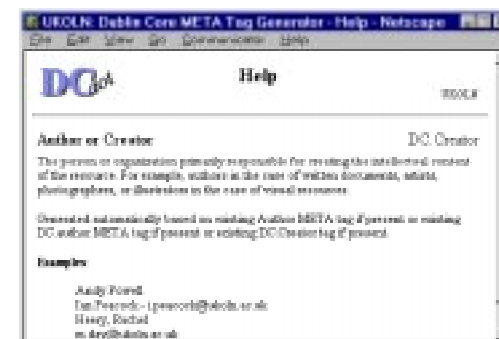 UKOLN: Dublin Core META Tag Generator - Help - Netscape
File Edit View Go Communicator Help
DCdot
Help
UKOLN
Author or Creator
DC.Creator
The person or organization primarily responsible for creating the intellectual content
of the resource. For example, authors in the case of written documents, artists,
photographers, or illustrators in the case of visual resources.
Generated automatically based on existing Author META tag if present or existing
DC.author META tag if present or existing DC.Creator tag if present.
Examples
Andy Powell
Ian Peacock - i.peacock@ukoln.ac.uk
Heery, Rachel
m.day@ukoln.ac.uk